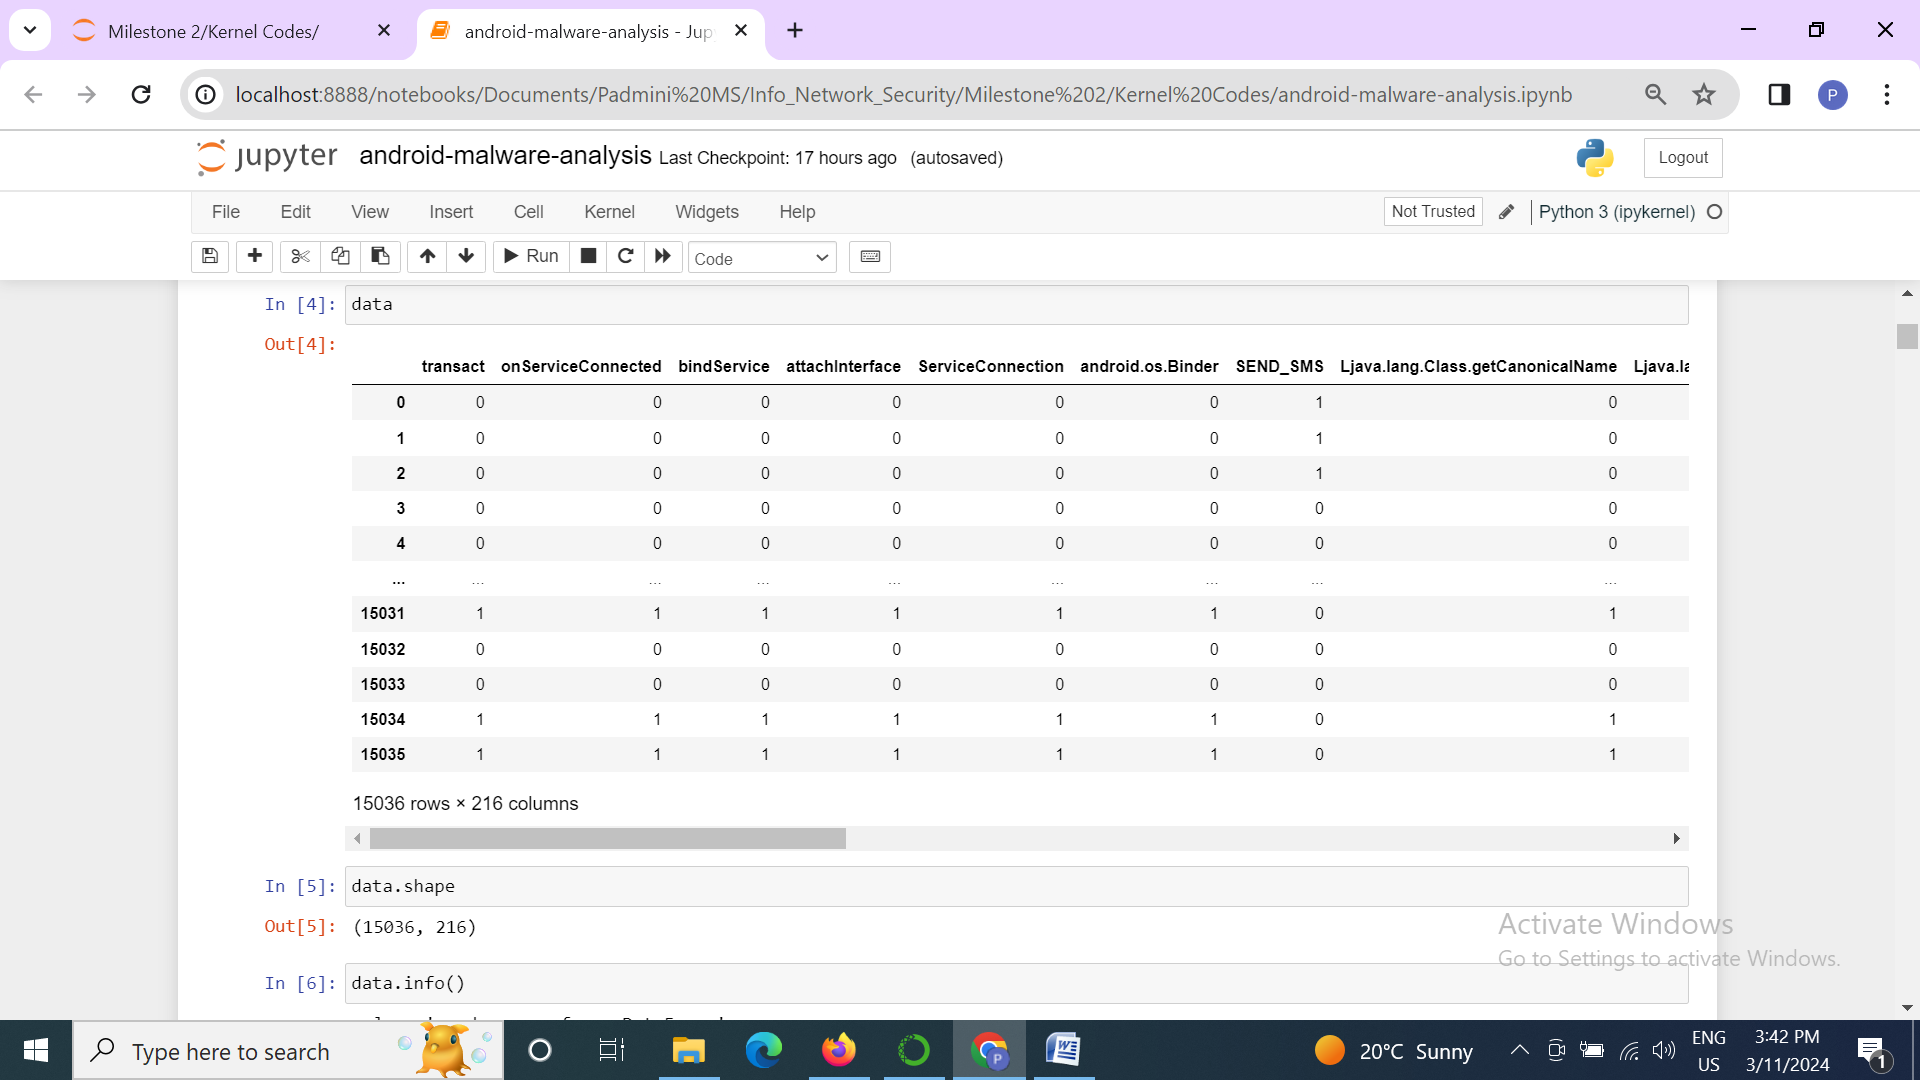 Milestone 2/Kernel Codes/
android-malware-analysis - Jup
localhost:8888/notebooks/Documents/Padmini%20MS/Info_Network_Security/Milestone%202/Kernel%20Codes/android-malware-analysis.ipynb
P
jupyter android-malware-analysis Last Checkpoint: 17 hours ago (autosaved)
Logout
File Edit View Insert Cell Kernel Widgets Help
Not Trusted Python 3 (ipykernel)
Run Code
In [4]: data
Out[4]:
transact onServiceConnected bindService attachInterface ServiceConnection android.os.Binder SEND_SMS Ljava.lang.Class.getCanonicalName Ljava.la
0 0 0 0 0 0 0 1 0
1 0 0 0 0 0 0 1 0
2 0 0 0 0 0 0 1 0
3 0 0 0 0 0 0 0 0
4 0 0 0 0 0 0 0 0
... ... ... ... ... ... ... ... ...
15031 1 1 1 1 1 1 0 1
15032 0 0 0 0 0 0 0 0
15033 0 0 0 0 0 0 0 0
15034 1 1 1 1 1 1 0 1
15035 1 1 1 1 1 1 0 1
15036 rows × 216 columns
In [5]: data.shape
Out[5]: (15036, 216)
Activate Windows
Go to Settings to activate Windows.
In [6]: data.info()
Type here to search
20°C Sunny
ENG
US
3:42 PM
3/11/2024
1